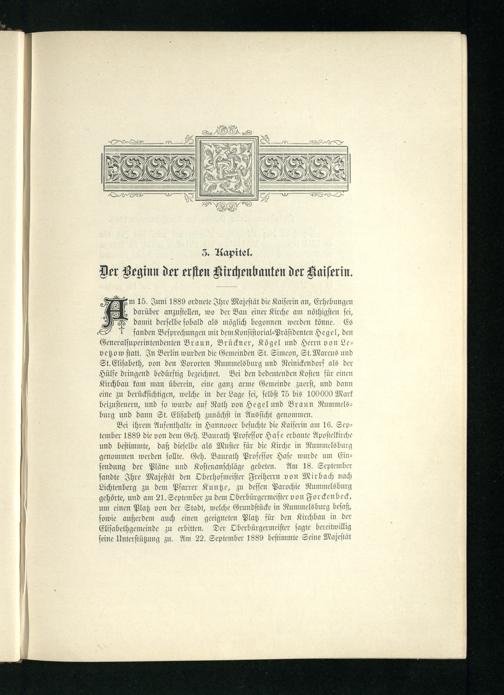 3. Kapitel.
Der Beginn der ersten Kirchenbauten der Kaiserin.
Am 15. Juni 1889 ordnete Ihre Majestät die Kaiserin an, Erhebungen
darüber anzustellen, wo der Bau einer Kirche am nöthigsten sei,
damit derselbe sobald als möglich begonnen werden könne. Es
fanden Besprechungen mit dem Konsistorial-Präsidenten Hegel, den
Generalsuperintendenten Braun, Brückner, Kögel und Herrn von Le-
vetzow statt. In Berlin wurden die Gemeinden St. Simeon, St. Marcus und
St. Elisabeth, von den Vororten Rummelsburg und Reinickendorf als der
Hülfe dringend bedürftig bezeichnet. Bei den bedeutenden Kosten für einen
Kirchbau kam man überein, eine ganz arme Gemeinde zuerst, und dann
eine zu berücksichtigen, welche in der Lage sei, selbst 75 bis 100000 Mark
beizusteuern, und so wurde auf Rath von Hegel und Braun Rummels-
burg und dann St. Elisabeth zunächst in Aussicht genommen.
Bei ihrem Aufenthalte in Hannover besuchte die Kaiserin am 16. Sep-
tember 1889 die von dem Geh. Baurath Professor Hase erbaute Apostelkirche
und bestimmte, daß dieselbe als Muster für die Kirche in Rummelsburg
genommen werden sollte. Geh. Baurath Professor Hase wurde um Ein-
sendung der Pläne und Kostenanschläge gebeten. Am 18. September
sandte Ihre Majestät den Oberhofmeister Freiherrn von Mirbach nach
Lichtenberg zu dem Pfarrer Kuntze, zu dessen Parochie Rummelsburg
gehörte, und am 21. September zu dem Oberbürgermeister von Forckenbeck,
um einen Platz von der Stadt, welche Grundstücke in Rummelsburg besaß,
sowie außerdem auch einen geeigneten Platz für den Kirchbau in der
Elisabethgemeinde zu erbitten. Der Oberbürgermeister sagte bereitwillig
seine Unterstützung zu. Am 22. September 1889 bestimmte Seine Majestät